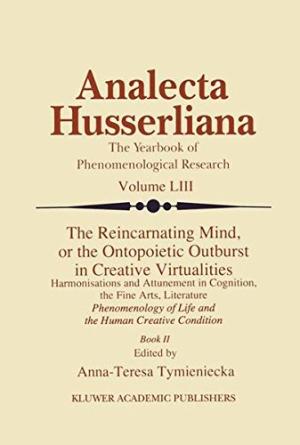 Analecta
Husserliana
The Yearbook of
Phenomenological Research
Volume LIII
The Reincarnating Mind,
or the Ontopoietic Outburst
in Creative Virtualities
Harmonisations and Attunement in Cognition,
the Fine Arts, Literature
Phenomenology of Life and
the Human Creative Condition
Book II
Edited by
Anna-Teresa Tymieniecka
KLUWER ACADEMIC PUBLISHERS